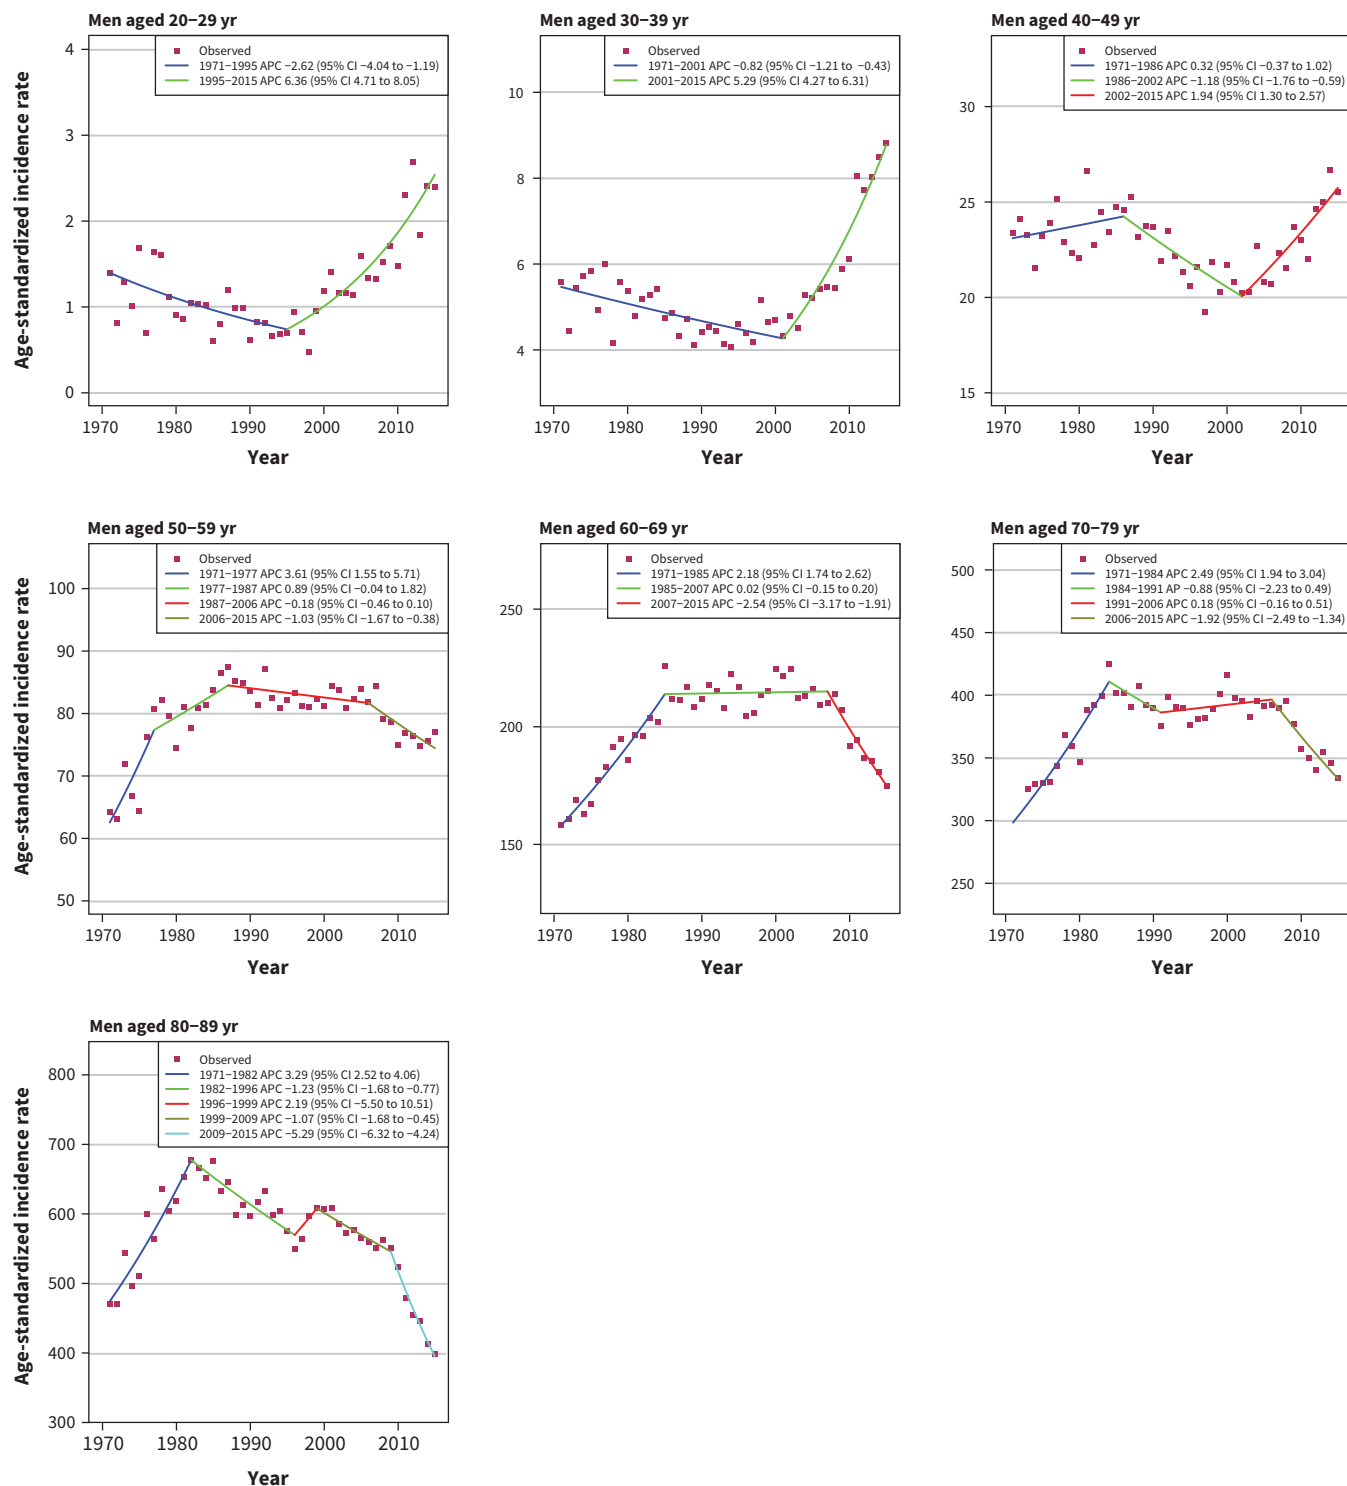 Men aged 20–29 yr
Age-standardized incidence rate
4
3
2
1
0
Observed
1971–1995 APC −2.62 (95% CI −4.04 to −1.19)
1995–2015 APC 6.36 (95% CI 4.71 to 8.05)
1970 1980 1990 2000 2010
Year
Men aged 30–39 yr
10
8
6
4
Observed
1971–2001 APC −0.82 (95% CI −1.21 to −0.43)
2001–2015 APC 5.29 (95% CI 4.27 to 6.31)
1970 1980 1990 2000 2010
Year
Men aged 40–49 yr
30
25
20
15
Observed
1971–1986 APC 0.32 (95% CI −0.37 to 1.02)
1986–2002 APC −1.18 (95% CI −1.76 to −0.59)
2002–2015 APC 1.94 (95% CI 1.30 to 2.57)
1970 1980 1990 2000 2010
Year
Men aged 50–59 yr
Age-standardized incidence rate
100
90
80
70
60
50
Observed
1971–1977 APC 3.61 (95% CI 1.55 to 5.71)
1977–1987 APC 0.89 (95% CI −0.04 to 1.82)
1987–2006 APC −0.18 (95% CI −0.46 to 0.10)
2006–2015 APC −1.03 (95% CI −1.67 to −0.38)
1970 1980 1990 2000 2010
Year
Men aged 60–69 yr
250
200
150
Observed
1971–1985 APC 2.18 (95% CI 1.74 to 2.62)
1985–2007 APC 0.02 (95% CI −0.15 to 0.20)
2007–2015 APC −2.54 (95% CI −3.17 to −1.91)
1970 1980 1990 2000 2010
Year
Men aged 70–79 yr
500
450
400
350
300
250
Observed
1971–1984 APC 2.49 (95% CI 1.94 to 3.04)
1984–1991 AP −0.88 (95% CI −2.23 to 0.49)
1991–2006 APC 0.18 (95% CI −0.16 to 0.51)
2006–2015 APC −1.92 (95% CI −2.49 to −1.34)
1970 1980 1990 2000 2010
Year
Men aged 80–89 yr
Age-standardized incidence rate
800
700
600
500
400
300
Observed
1971–1982 APC 3.29 (95% CI 2.52 to 4.06)
1982–1996 APC −1.23 (95% CI −1.68 to −0.77)
1996–1999 APC 2.19 (95% CI −5.50 to 10.51)
1999–2009 APC −1.07 (95% CI −1.68 to −0.45)
2009–2015 APC −5.29 (95% CI −6.32 to −4.24)
1970 1980 1990 2000 2010
Year